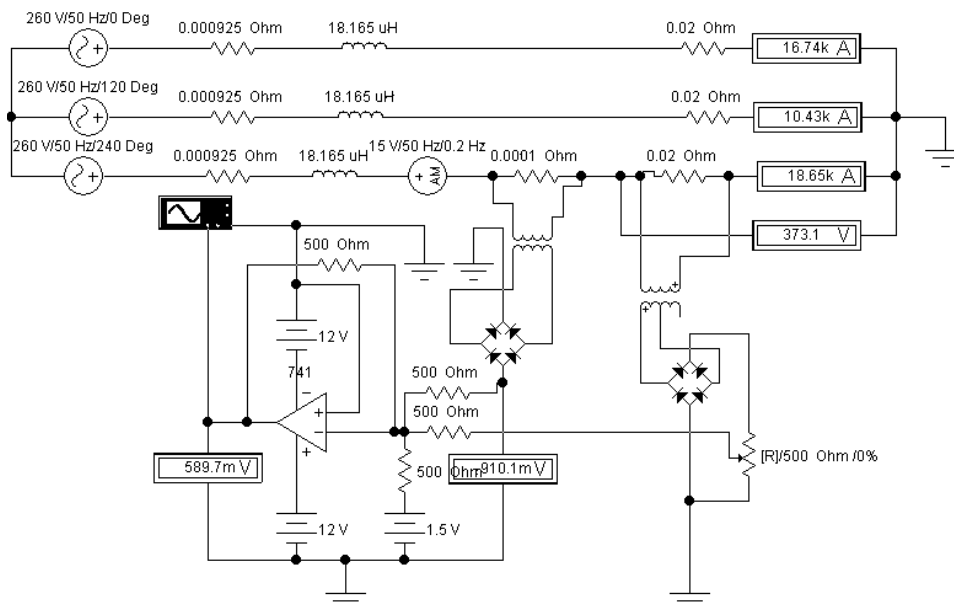 260 V/50 Hz/0 Deg
0.000925 Ohm
18.165 uH
0.02 Ohm
16.74k A
260 V/50 Hz/120 Deg
0.000925 Ohm
18.165 uH
0.02 Ohm
10.43k A
260 V/50 Hz/240 Deg
0.000925 Ohm
18.165 uH
15 V/50 Hz/0.2 Hz
AM
0.0001 Ohm
0.02 Ohm
18.65k A
373.1 V
500 Ohm
12 V
741
500 Ohm
500 Ohm
500 Ohm
589.7m V
-910.1m V
[R]/500 Ohm /0%
12 V
1.5 V